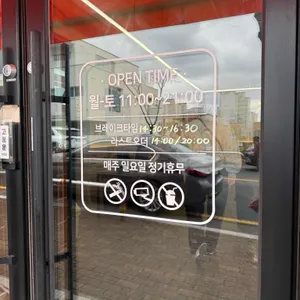 · OPEN TIME ·
월-토 11:00~21:00
브레이크타임 14:30~16:30
라스트오더 14:00/20:00
매주 일요일 정기휴무